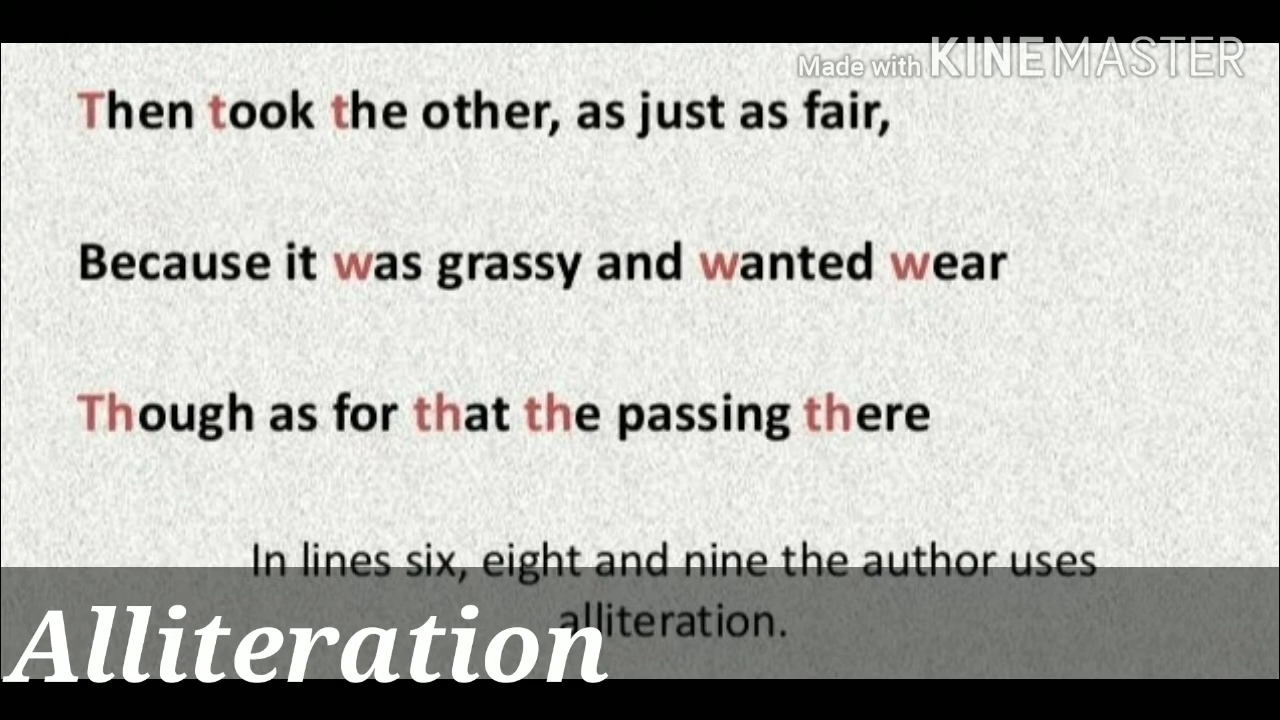 Made with KINEMASTER
Then took the other, as just as fair,
Because it was grassy and wanted wear
Though as for that the passing there
In lines six, eight and nine the author uses
alliteration.
Alliteration